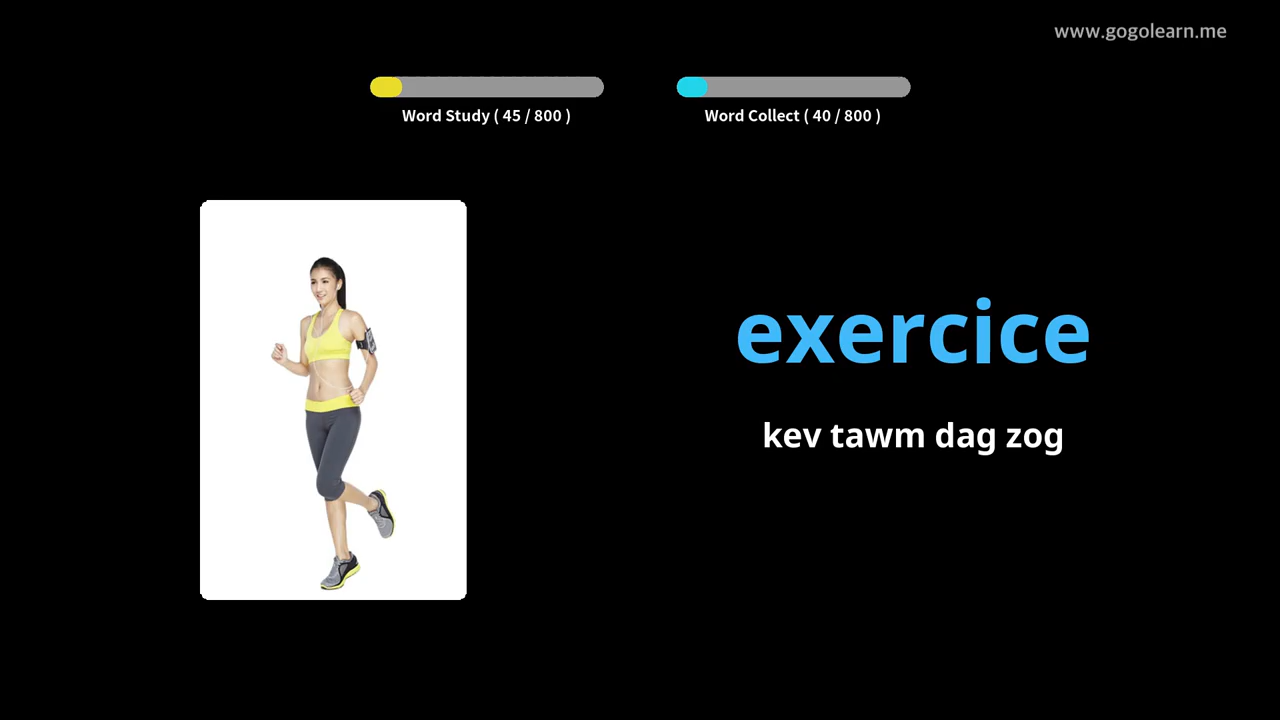 www.gogolearn.me
Word Study ( 45 / 800 )
Word Collect ( 40 / 800 )
exercice
kev tawm dag zog